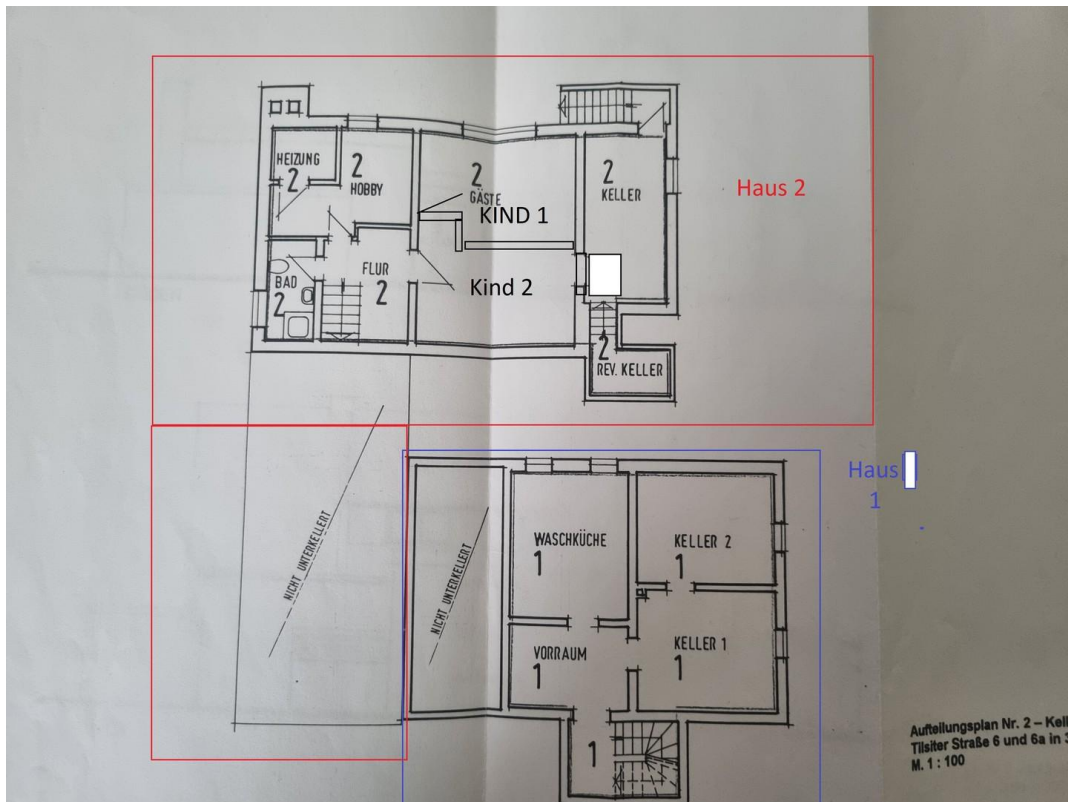 HEIZUNG
2
2
HOBBY
2
GÄSTE
KIND 1
2
KELLER
Haus 2
BAD
2
FLUR
2
Kind 2
2
REV. KELLER
NICHT UNTERKELLERT
NICHT UNTERKELLERT
WASCHKÜCHE
1
KELLER 2
1
Haus
1
VORRAUM
1
KELLER 1
1
1
Aufteilungsplan Nr. 2 – Kell
Tilsiter Straße 6 und 6a in 3
M. 1 : 100